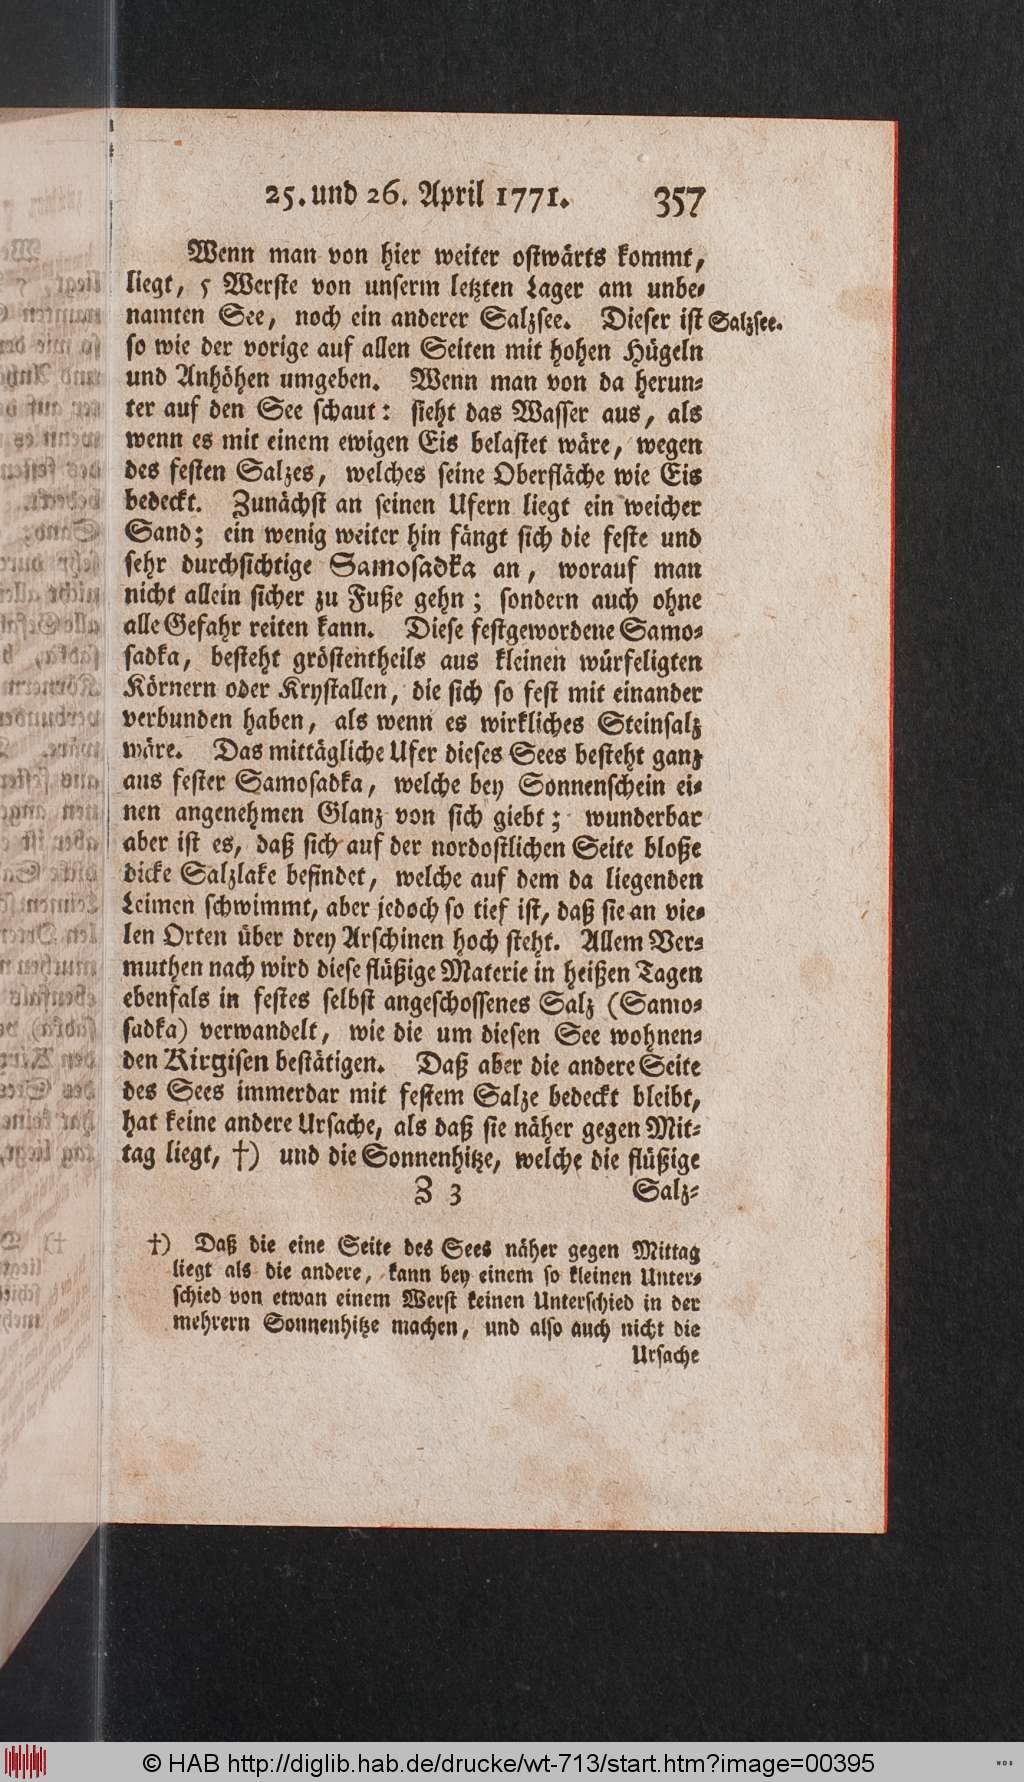 25. und 26. April 1771. 357
Wenn man von hier weiter ostwärts kommt,
liegt, 5 Werste von unserm letzten Lager am unbe-
namten See, noch ein anderer Salzsee. Dieser ist Salzsee.
so wie der vorige auf allen Seiten mit hohen Hügeln
und Anhöhen umgeben. Wenn man von da herun-
ter auf den See schaut: sieht das Wasser aus, als
wenn es mit einem ewigen Eis belastet wäre, wegen
des festen Salzes, welches seine Oberfläche wie Eis
bedeckt. Zunächst an seinen Ufern liegt ein weicher
Sand; ein wenig weiter hin fängt sich die feste und
sehr durchsichtige Samosadka an, worauf man
nicht allein sicher zu Fuße gehn; sondern auch ohne
alle Gefahr reiten kann. Diese festgewordene Samo-
sadka, besteht gröstentheils aus kleinen würfeligten
Körnern oder Krystallen, die sich so fest mit einander
verbunden haben, als wenn es wirkliches Steinsalz
wäre. Das mittägliche Ufer dieses Sees besteht ganz
aus fester Samosadka, welche bey Sonnenschein ei-
nen angenehmen Glanz von sich giebt; wunderbar
aber ist es, daß sich auf der nordostlichen Seite bloße
dicke Salzlake befindet, welche auf dem da liegenden
Leimen schwimmt, aber jedoch so tief ist, daß sie an vie-
len Orten über drey Arschinen hoch steht. Allem Ver-
muthen nach wird diese flüßige Materie in heißen Tagen
ebenfals in festes selbst angeschossenes Salz (Samo-
sadka) verwandelt, wie die um diesen See wohnen-
den Kirgisen bestätigen. Daß aber die andere Seite
des Sees immerdar mit festem Salze bedeckt bleibt,
hat keine andere Ursache, als daß sie näher gegen Mit-
tag liegt, †) und die Sonnenhitze, welche die flüßige
Z 3 Salz-
†) Daß die eine Seite des Sees näher gegen Mittag
liegt als die andere, kann bey einem so kleinen Unter-
schied von etwan einem Werst keinen Unterschied in der
mehrern Sonnenhitze machen, und also auch nicht die
Ursache
© HAB http://diglib.hab.de/drucke/wt-713/start.htm?image=00395